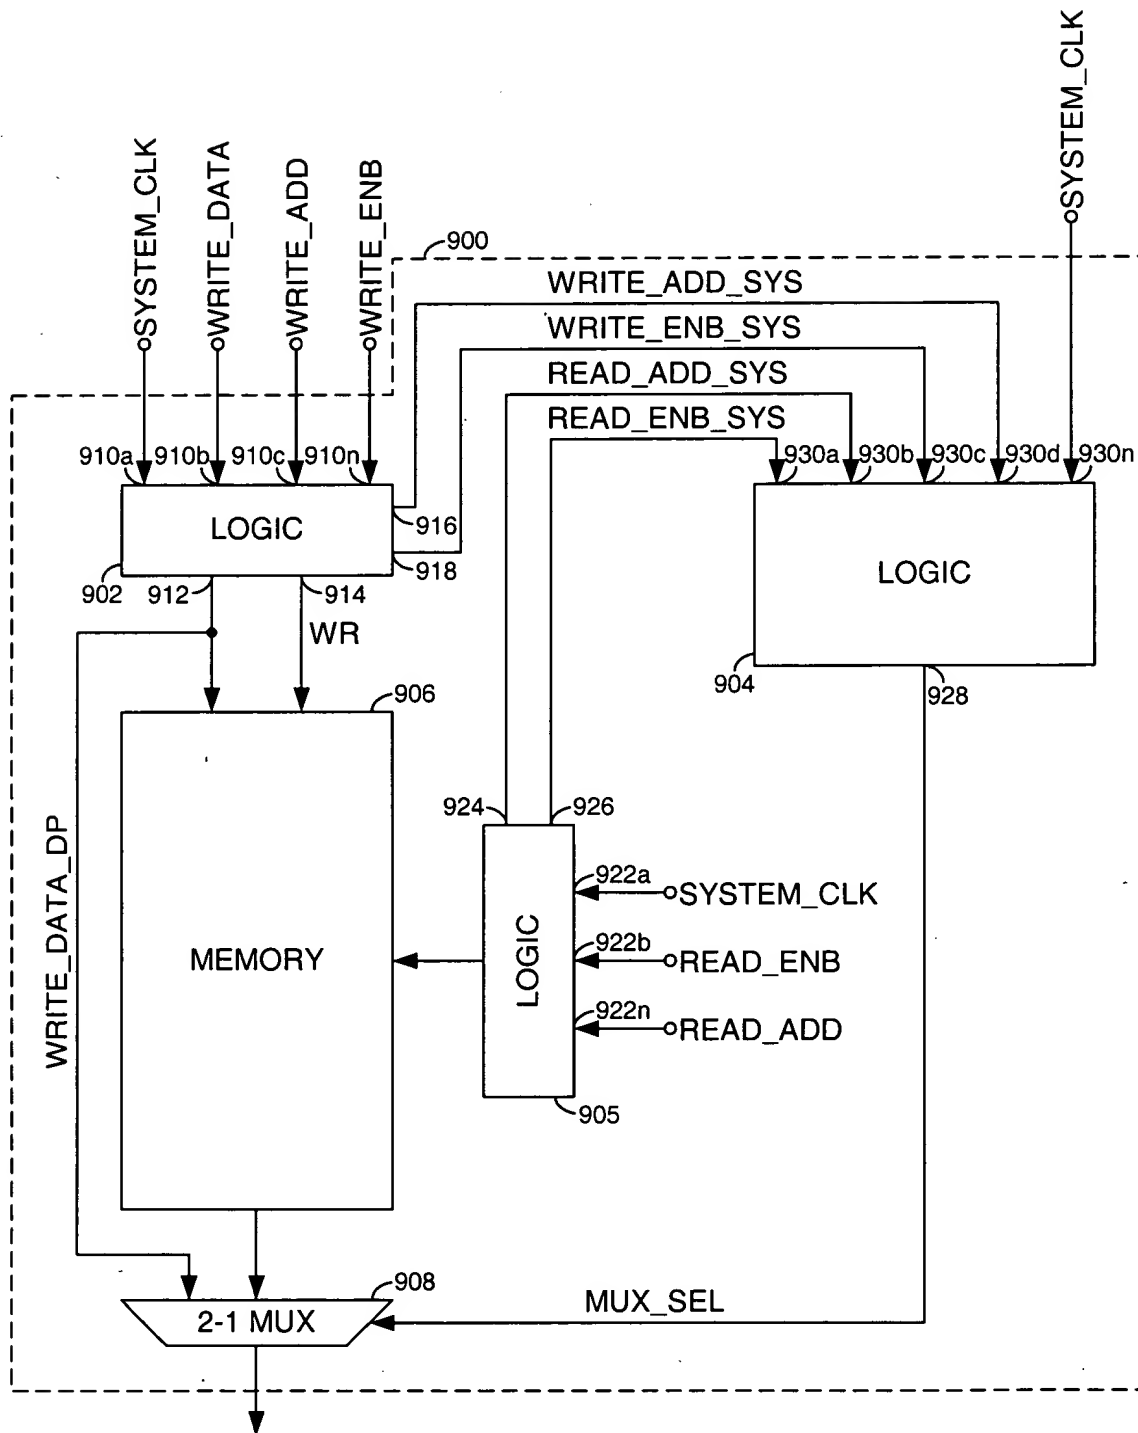 SYSTEM_CLK
SYSTEM_CLK
WRITE_DATA
WRITE_ADD
WRITE_ENB
900
WRITE_ADD_SYS
WRITE_ENB_SYS
READ_ADD_SYS
READ_ENB_SYS
910a 910b 910c 910n
930a 930b 930c 930d 930n
LOGIC
916
918
LOGIC
902 912 914
WR
904 928
906
924 926
922a
SYSTEM_CLK
WRITE_DATA_DP
MEMORY
LOGIC
922b
READ_ENB
922n
READ_ADD
905
908
2-1 MUX
MUX_SEL